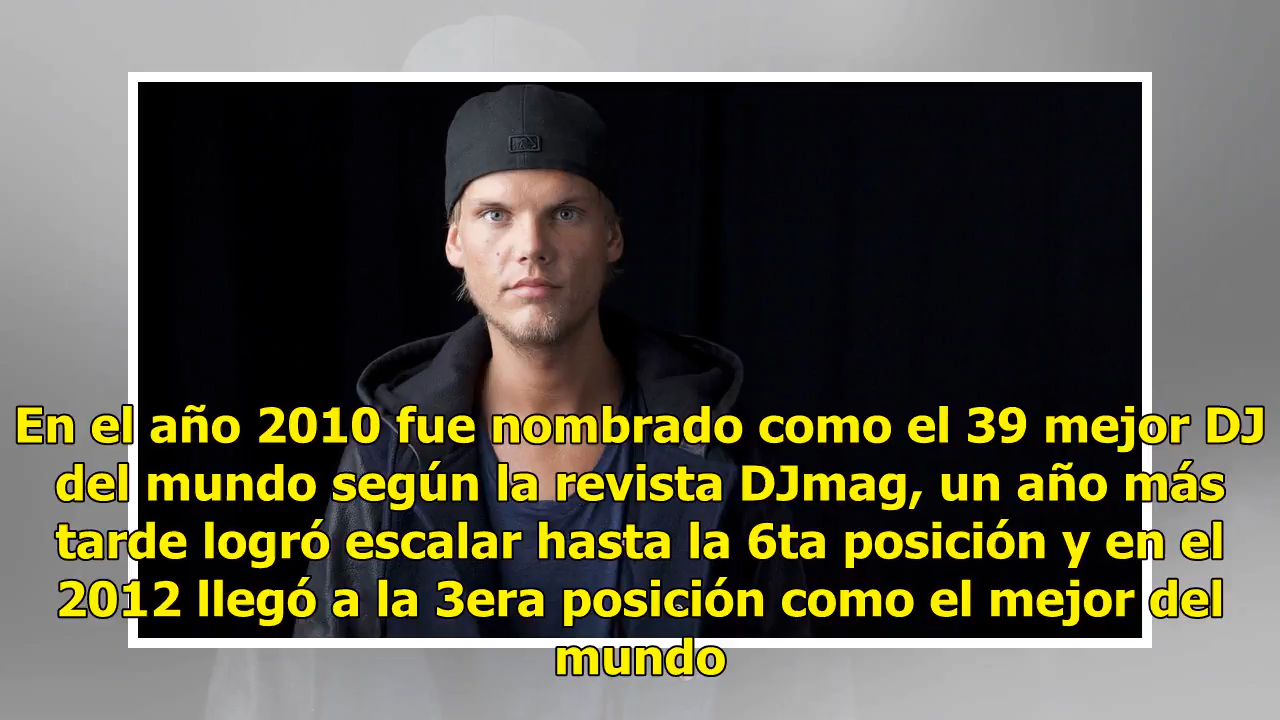 En el año 2010 fue nombrado como el 39 mejor DJ
del mundo según la revista DJmag, un año más
tarde logró escalar hasta la 6ta posición y en el
2012 llegó a la 3era posición como el mejor del
mundo